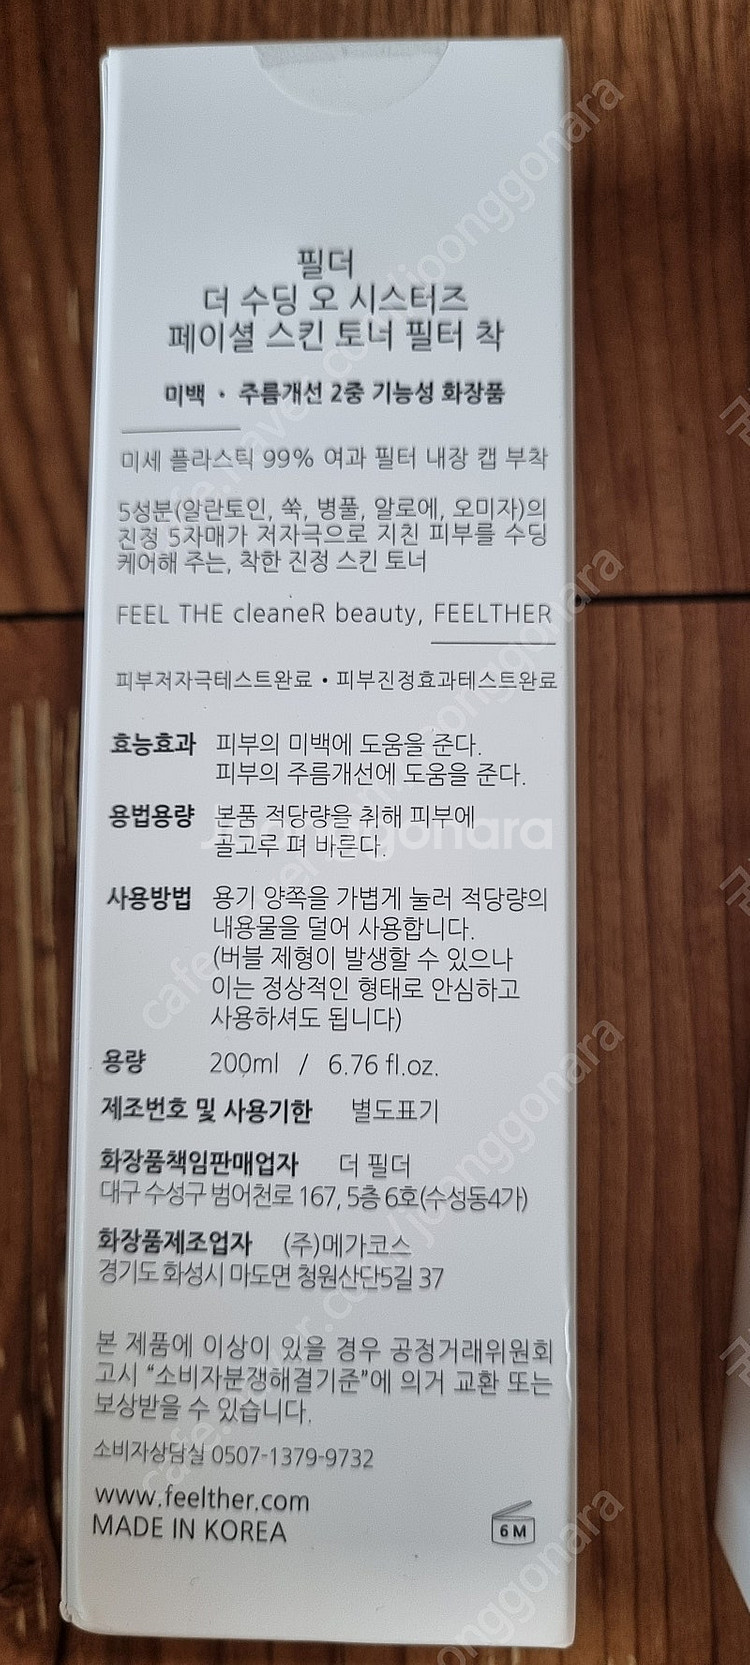 필더
더 수딩 오 시스터즈
페이셜 스킨 토너 필터 착
미백 · 주름개선 2중 기능성 화장품
미세 플라스틱 99% 여과 필터 내장 캡 부착
5성분(알란토인, 쑥, 병풀, 알로에, 오미자)의
진정 5자매가 저자극으로 지친 피부를 수딩
케어해 주는, 착한 진정 스킨 토너
FEEL THE cleaneR beauty, FEELTHER
피부저자극테스트완료 • 피부진정효과테스트완료
효능효과 피부의 미백에 도움을 준다.
피부의 주름개선에 도움을 준다.
용법용량 본품 적당량을 취해 피부에
골고루 펴 바른다.
joonggonara
사용방법 용기 양쪽을 가볍게 눌러 적당량의
내용물을 덜어 사용합니다.
(버블 제형이 발생할 수 있으나
이는 정상적인 형태로 안심하고
사용하셔도 됩니다)
용량 200ml / 6.76 fl.oz.
제조번호 및 사용기한 별도표기
화장품책임판매업자 더 필더
대구 수성구 범어천로 167, 5층 6호(수성동4가)
화장품제조업자 (주)메가코스
경기도 화성시 마도면 청원산단5길 37
본 제품에 이상이 있을 경우 공정거래위원회
고시 “소비자분쟁해결기준”에 의거 교환 또는
보상받을 수 있습니다.
소비자상담실 0507-1379-9732
www.feelther.com
MADE IN KOREA
6M
cafe.naver.com/joonggonara
cafe.naver.com/joonggonara
cafe.naver.com/joonggonara
joonggonara